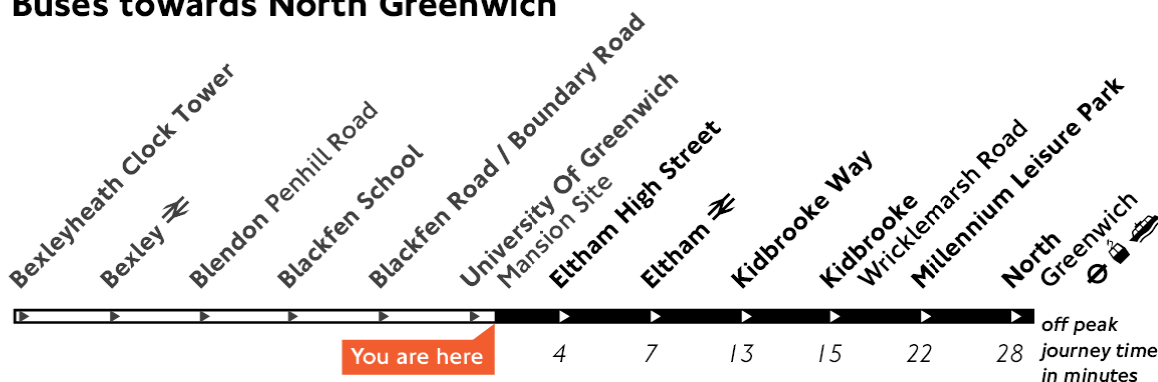 Buses towards North Greenwich
Bexleyheath Clock Tower
Bexley
Blendon Penhill Road
Blackfen School
Blackfen Road / Boundary Road
University Of Greenwich
Mansion Site
Eltham High Street
Eltham
Kidbrooke Way
Kidbrooke
Wricklemarsh Road
Millennium Leisure Park
North
Greenwich
You are here
4 7 13 15 22 28
off peak
journey time
in minutes